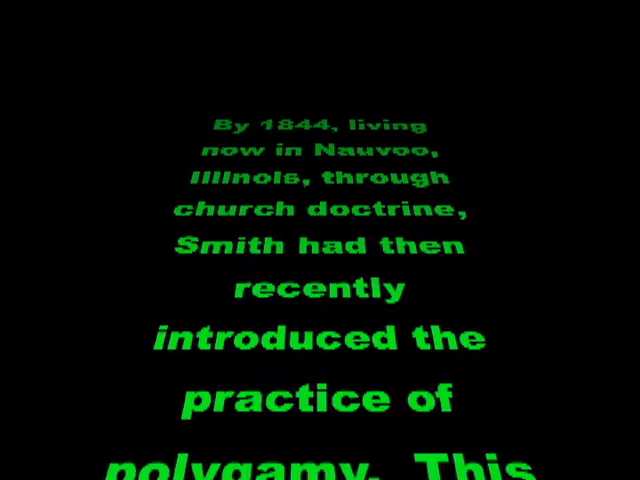 By 1844, living
now in Nauvoo,
IllInois, through
church doctrine,
Smith had then
recently
introduced the
practice of
polygamy.  This